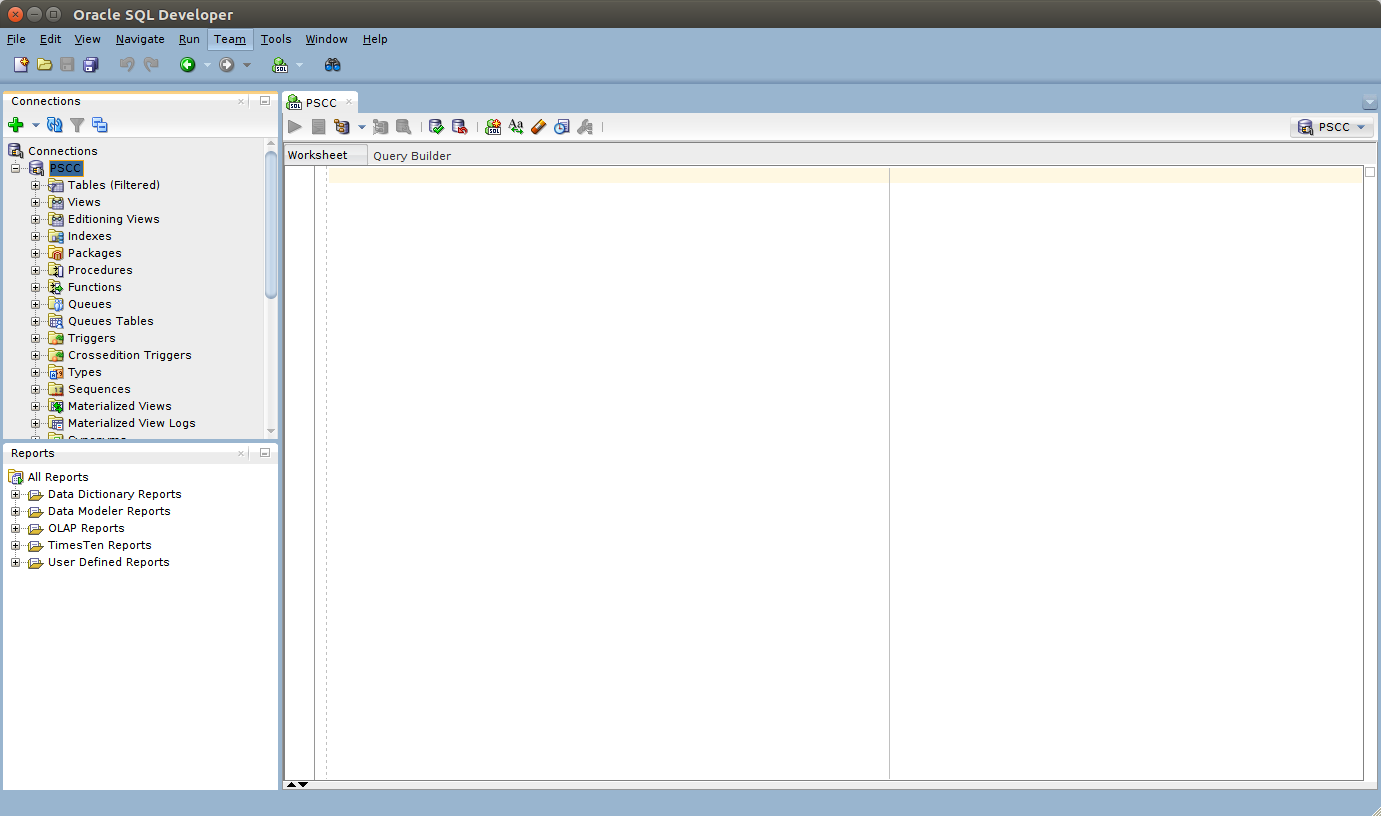 Oracle SQL Developer
File Edit View Navigate Run Team Tools Window Help
Connections
Connections
PSCC
Tables (Filtered)
Views
Editioning Views
Indexes
Packages
Procedures
Functions
Queues
Queues Tables
Triggers
Crossedition Triggers
Types
Sequences
Materialized Views
Materialized View Logs
Synonyms
Reports
All Reports
Data Dictionary Reports
Data Modeler Reports
OLAP Reports
TimesTen Reports
User Defined Reports
PSCC
PSCC
Worksheet Query Builder